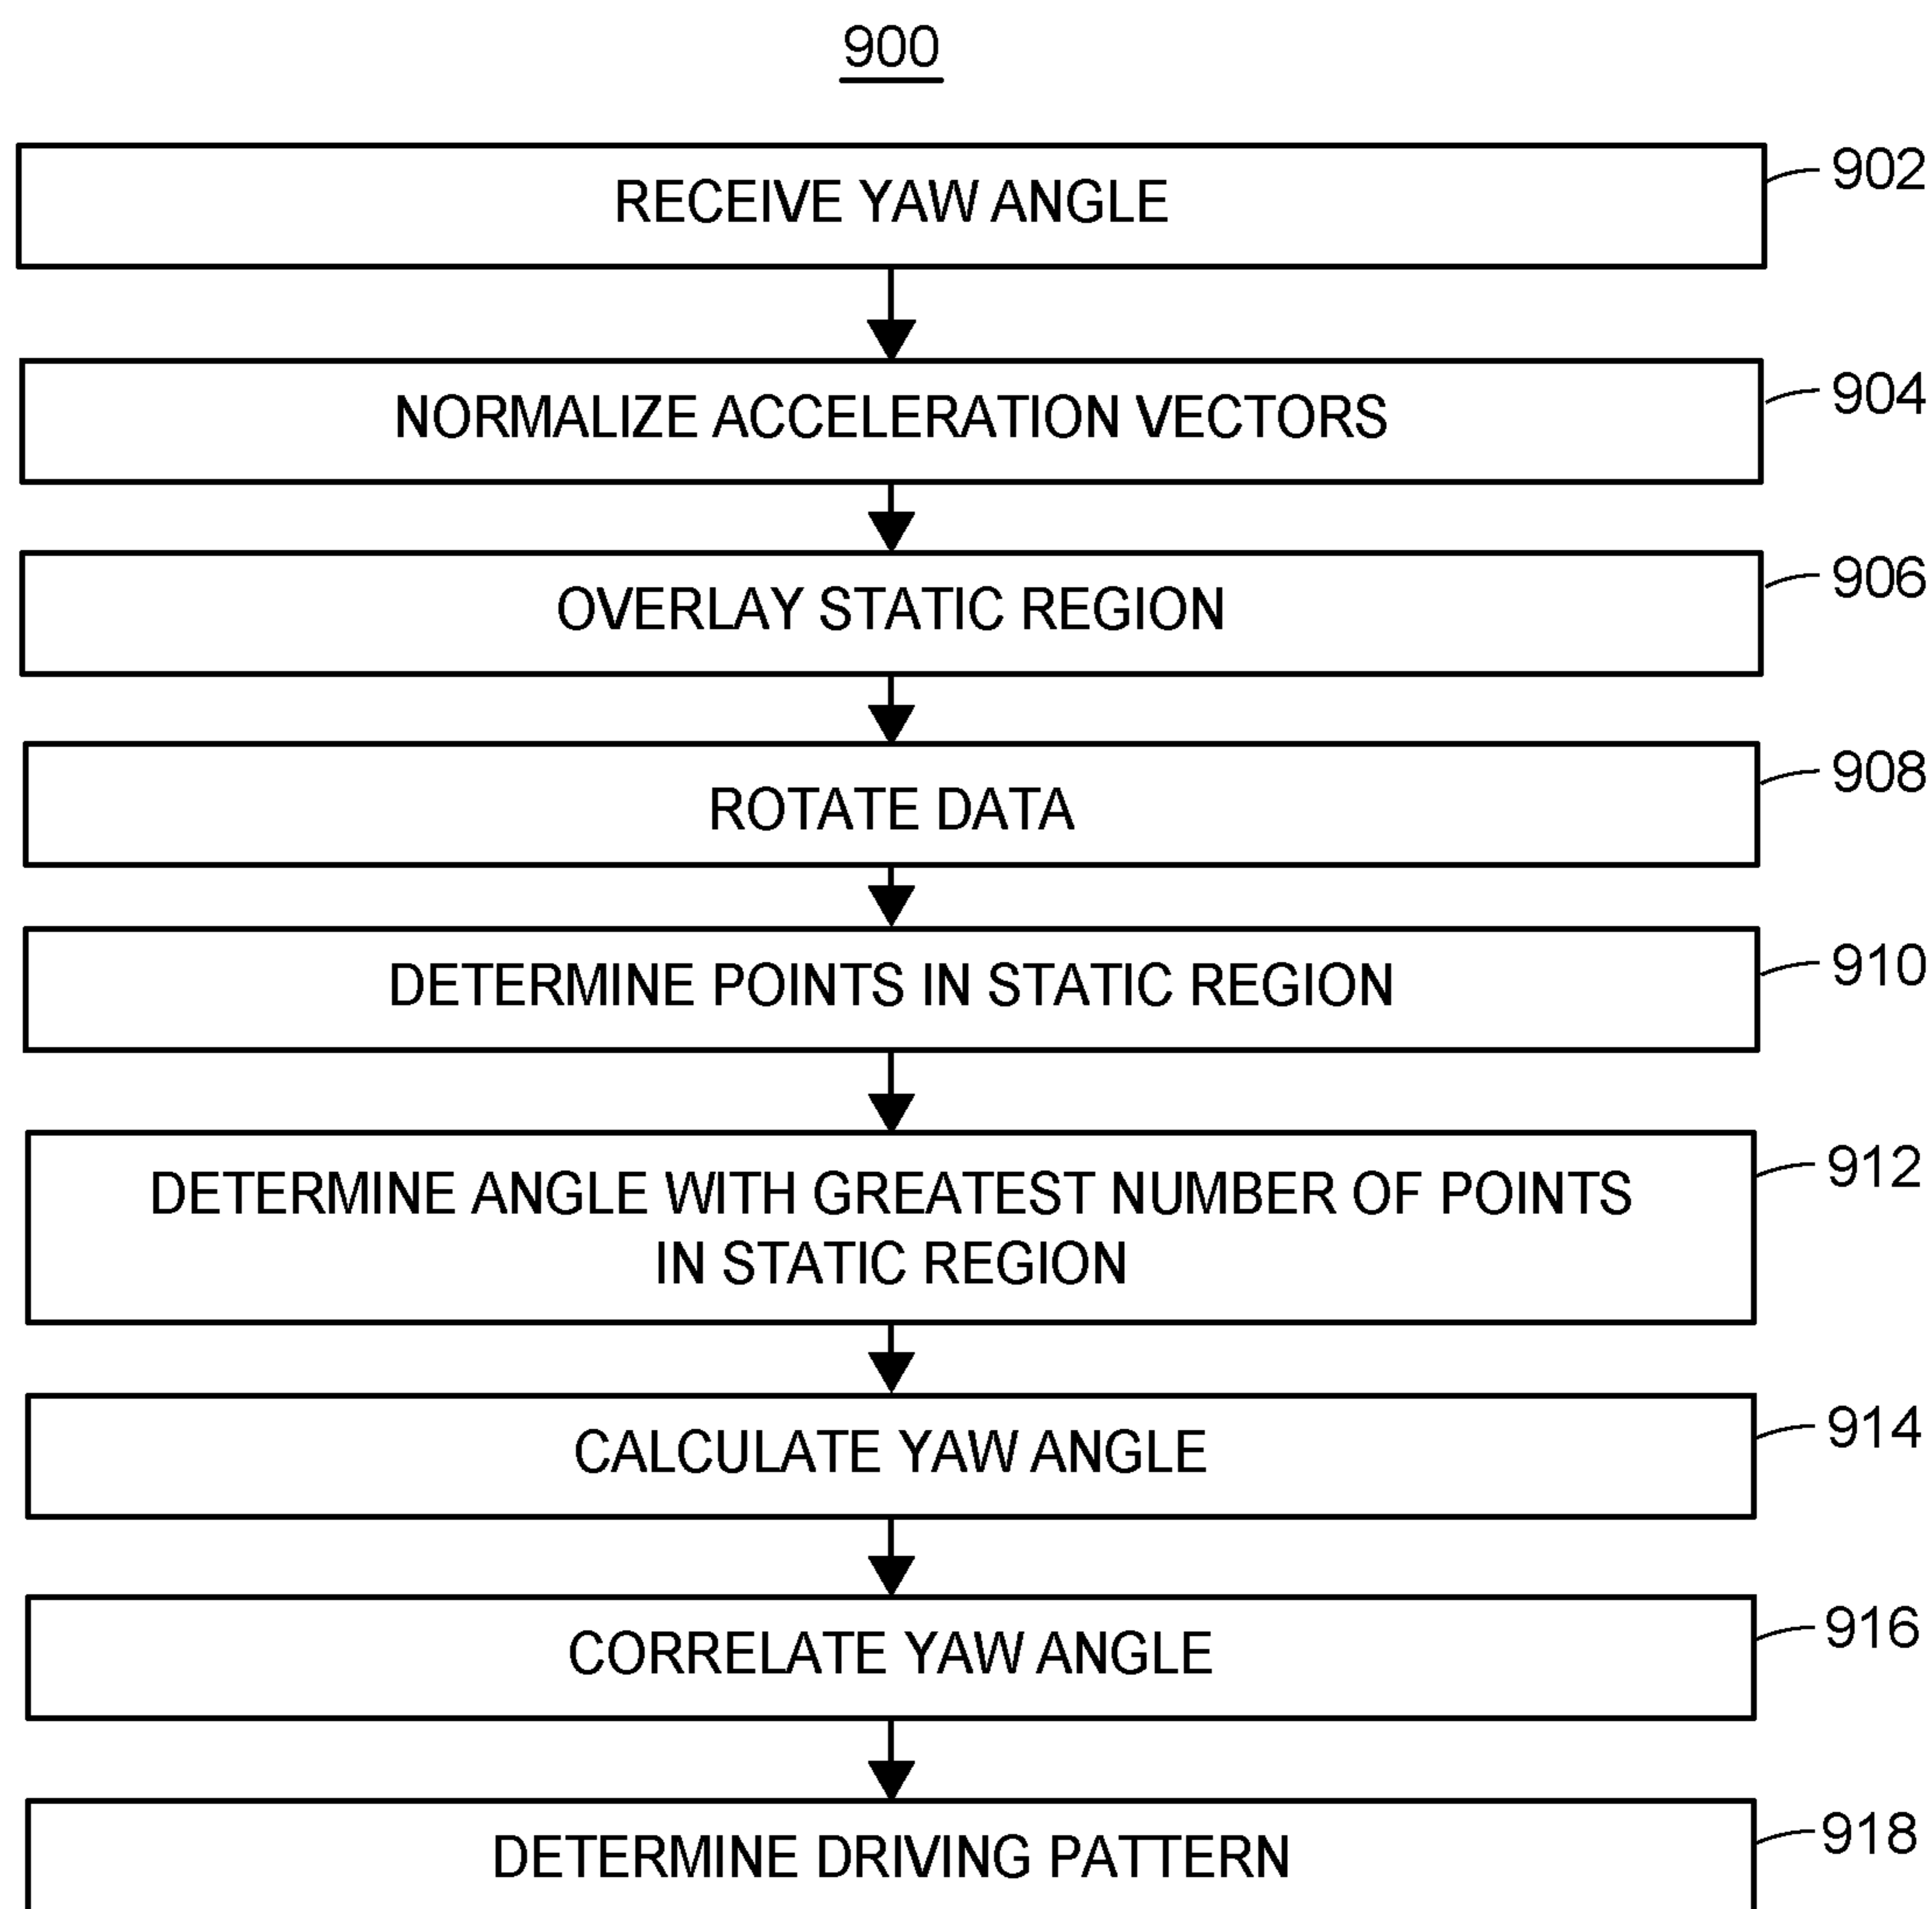 900
RECEIVE YAW ANGLE
902
NORMALIZE ACCELERATION VECTORS
904
OVERLAY STATIC REGION
906
ROTATE DATA
908
DETERMINE POINTS IN STATIC REGION
910
DETERMINE ANGLE WITH GREATEST NUMBER OF POINTS
IN STATIC REGION
912
CALCULATE YAW ANGLE
914
CORRELATE YAW ANGLE
916
DETERMINE DRIVING PATTERN
918